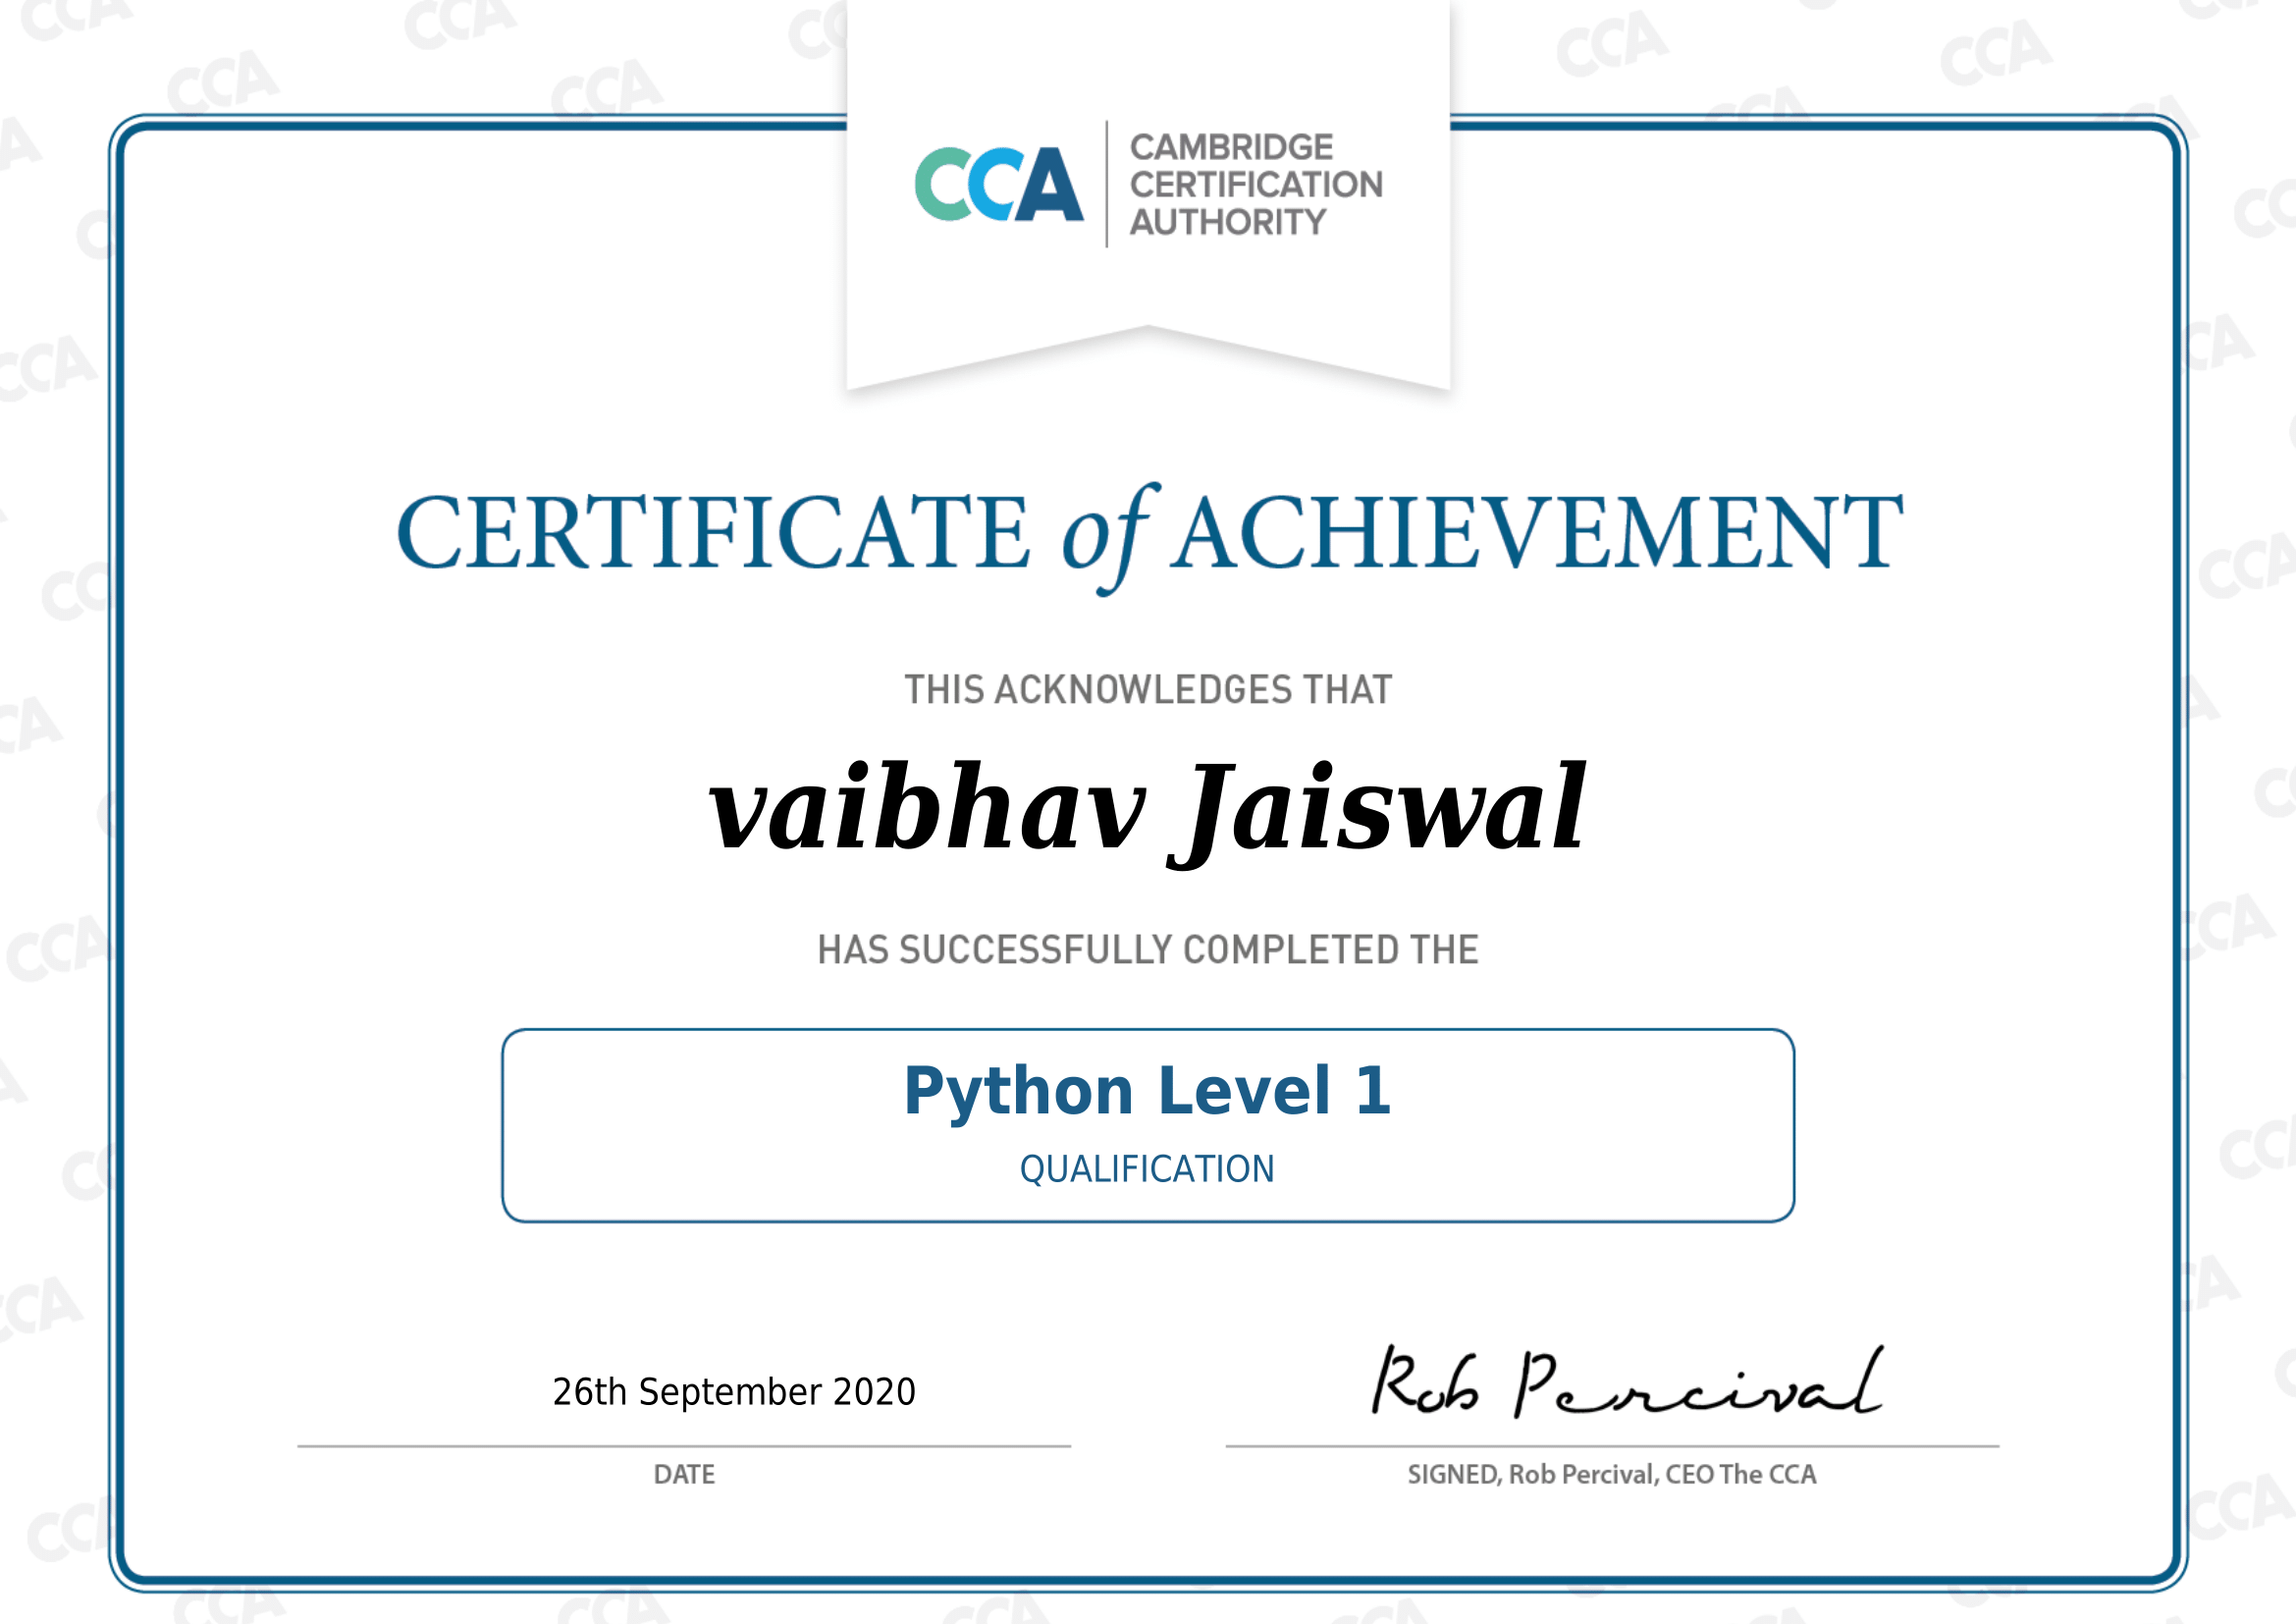 CCA
CAMBRIDGE
CERTIFICATION
AUTHORITY
CERTIFICATE of ACHIEVEMENT
THIS ACKNOWLEDGES THAT
vaibhav Jaiswal
HAS SUCCESSFULLY COMPLETED THE
Python Level 1
QUALIFICATION
26th September 2020
Rob Percival
DATE
SIGNED, Rob Percival, CEO The CCA